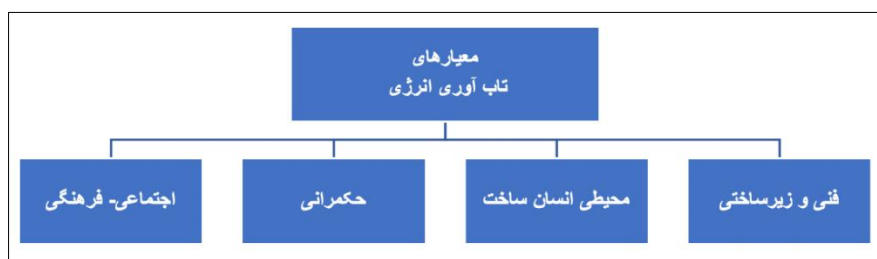 معیارهای
تاب آوری انرژی
فنی و زیرساختی
محیطی انسان ساخت
حکمرانی
اجتماعی- فرهنگی